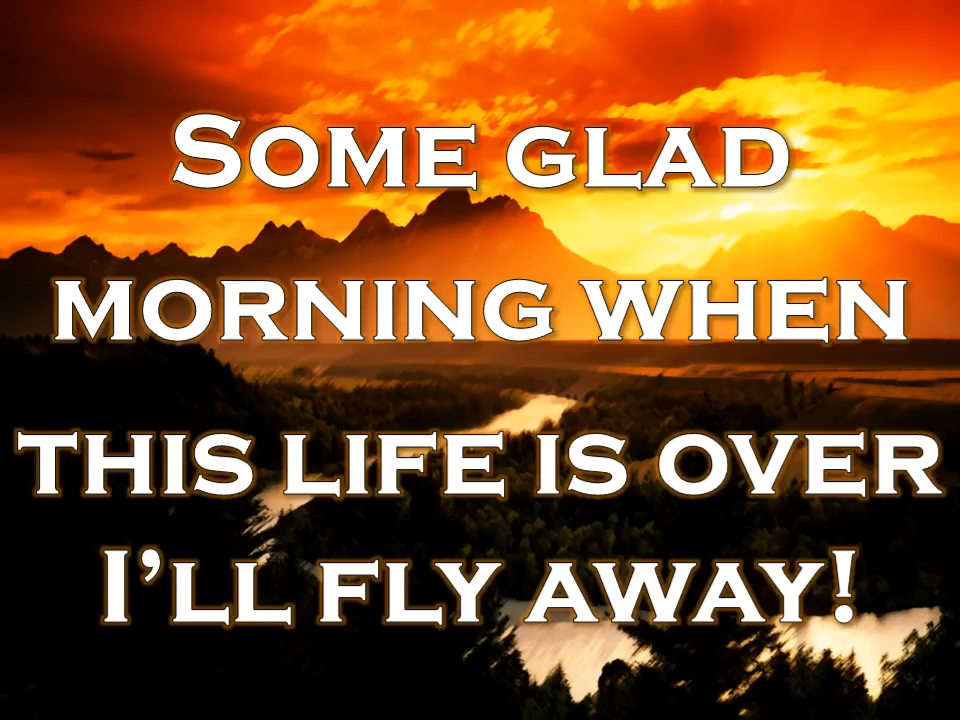 Some glad
morning when
this life is over
I’ll fly away!